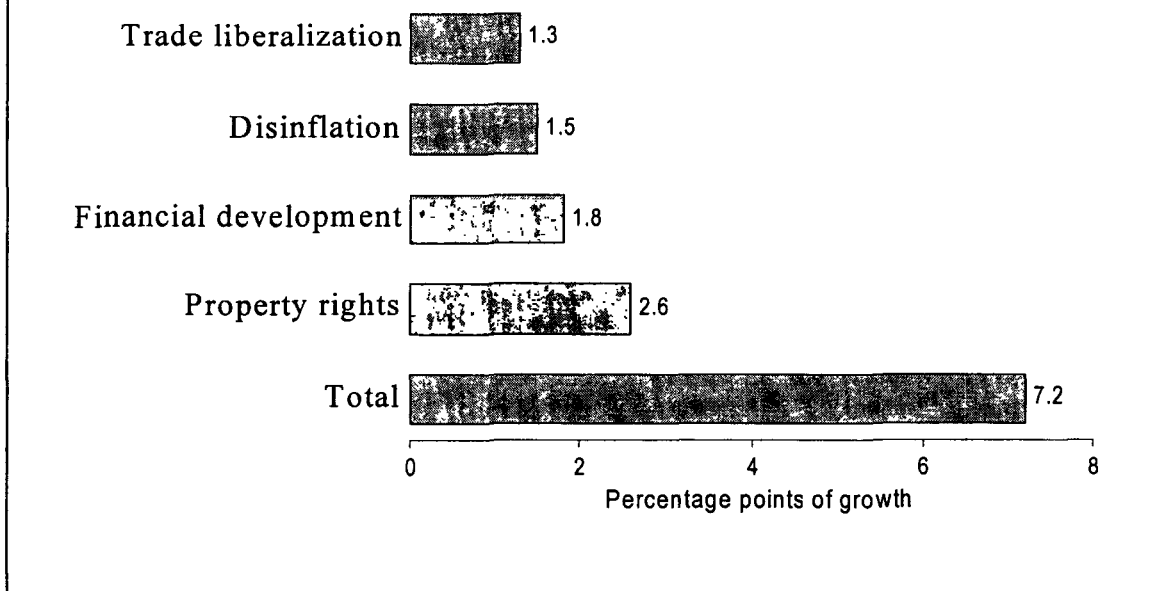 Trade liberalization 1.3
Disinflation 1.5
Financial development 1.8
Property rights 2.6
Total 7.2
0 2 4 6 8
Percentage points of growth